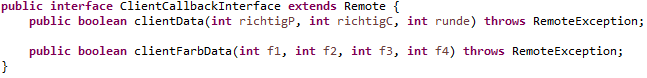 public interface ClientCallbackInterface extends Remote {
    public boolean clientData(int richtigP, int richtigC, int runde) throws RemoteException;

    public boolean clientFarbData(int f1, int f2, int f3, int f4) throws RemoteException;
}